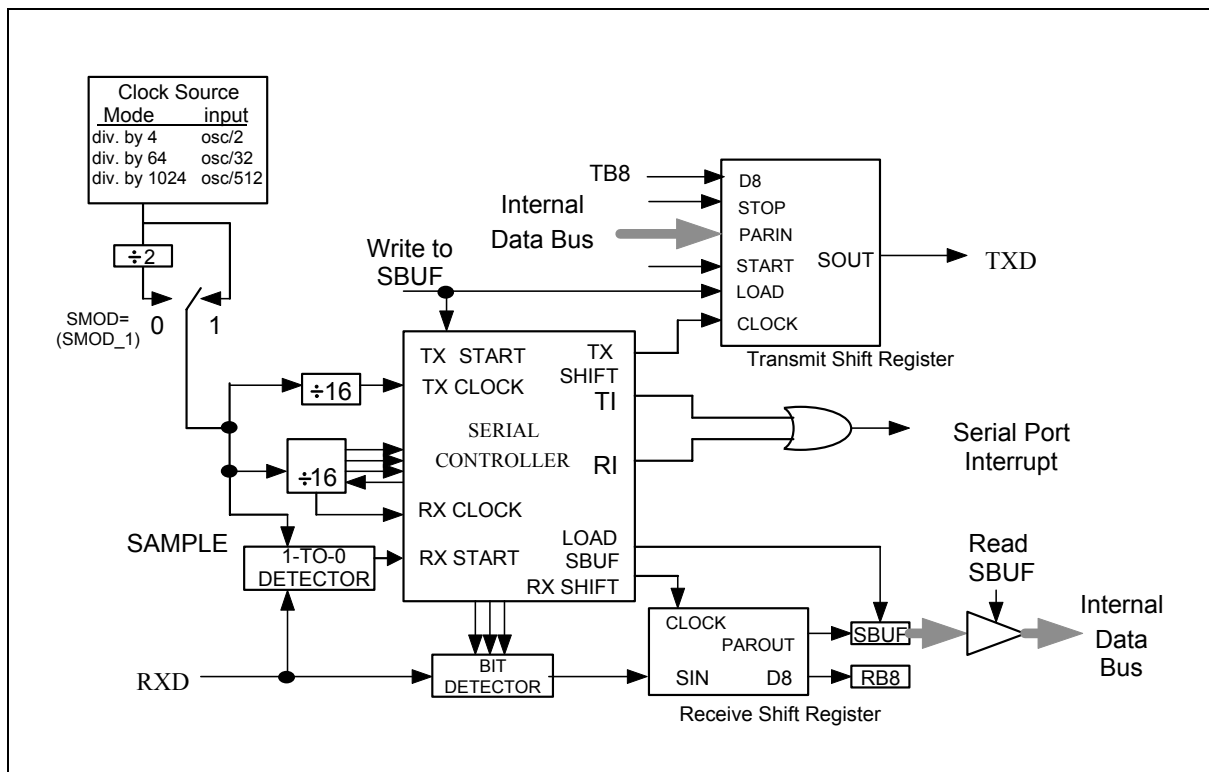 Clock Source
Mode input
div. by 4 osc/2
div. by 64 osc/32
div. by 1024 osc/512
÷2
SMOD=
(SMOD_1)
0 1
TB8
Internal
Data Bus
Write to
SBUF
D8
STOP
PARIN
START
LOAD
CLOCK
SOUT
TXD
Transmit Shift Register
÷16
÷16
TX START
TX CLOCK
SERIAL
CONTROLLER
RX CLOCK
RX START
TX
SHIFT
TI
RI
LOAD
SBUF
RX SHIFT
Serial Port
Interrupt
SAMPLE
1-TO-0
DETECTOR
RXD
BIT
DETECTOR
CLOCK
PAROUT
SIN D8
Receive Shift Register
SBUF
RB8
Read
SBUF
Internal
Data
Bus